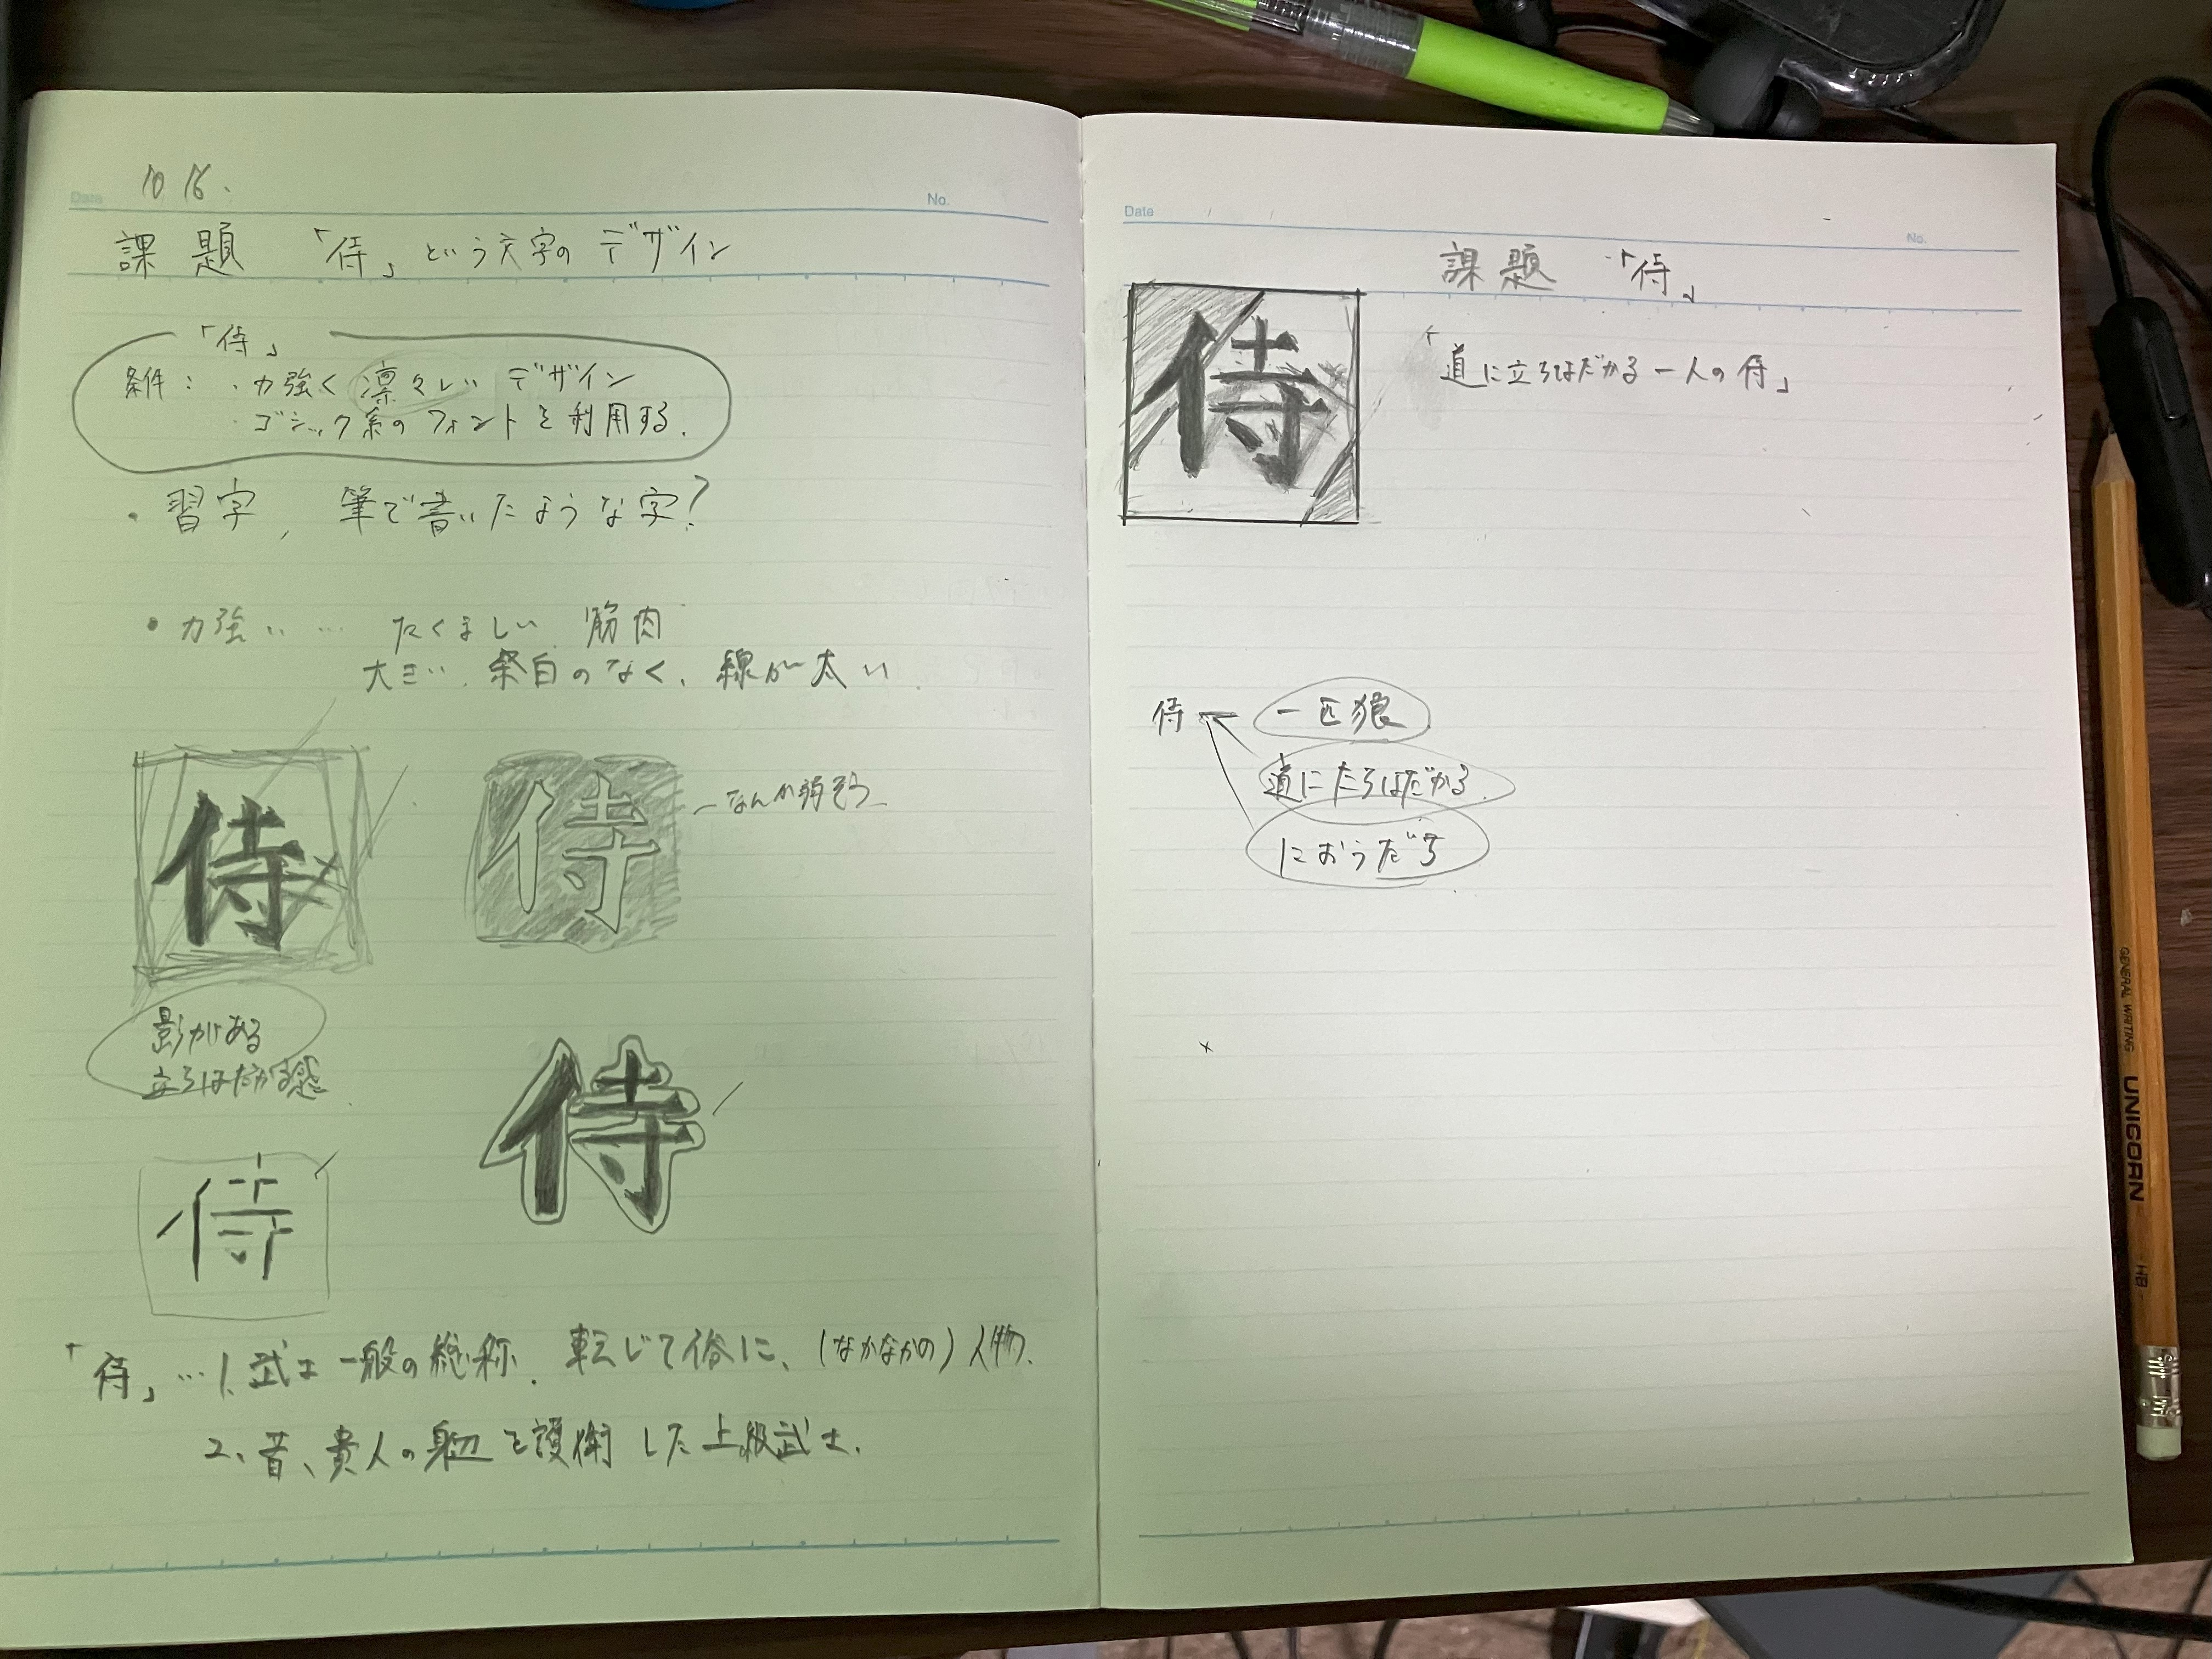 Date
10 16.
No.
課題 「侍」という文字のデザイン
「侍」
条件: ・力強く凛々しいデザイン
・ゴシック系のフォントを利用する.
・習字, 筆で書いたような字?
・力強い … たくましい 筋肉
大きい. 余白のなく、線が太い.
侍
侍
なんか弱そう
影がある
立ちはだかる感
侍
侍
「侍」…1. 武士一般の総称. 転じて俗に、(なかなかの)人物.
2、昔、貴人の身辺を護衛した上級武士.
Date
No.
課題 「侍」
侍
「道に立ちはだかる一人の侍」
侍
一匹狼
道にたちはだかる.
におうだち
GENERAL WRITING UNICORN HB